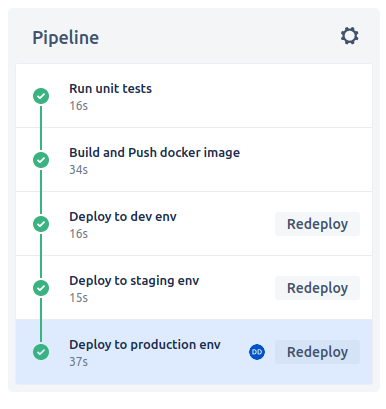 Pipeline
Run unit tests
16s
Build and Push docker image
34s
Deploy to dev env
16s
Redeploy
Deploy to staging env
15s
Redeploy
Deploy to production env
37s
DD
Redeploy